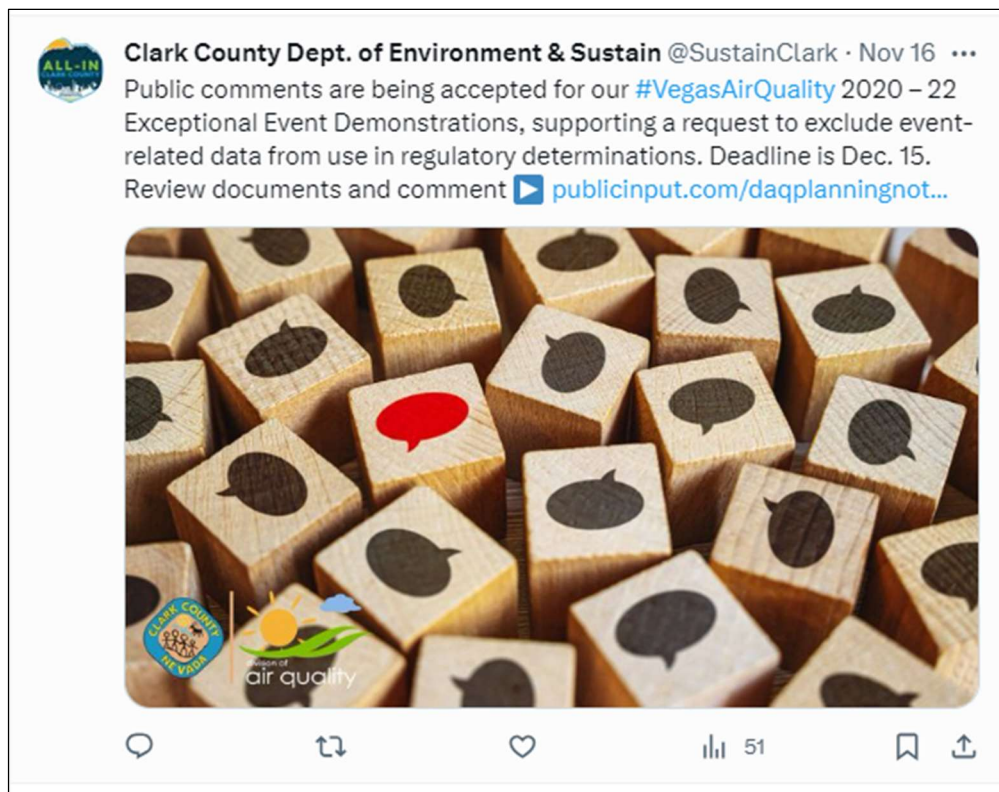 ALL-IN
CLARK COUNTY
Clark County Dept. of Environment & Sustain @SustainClark · Nov 16 •••
Public comments are being accepted for our #VegasAirQuality 2020 – 22
Exceptional Event Demonstrations, supporting a request to exclude event-
related data from use in regulatory determinations. Deadline is Dec. 15.
Review documents and comment ▶ publicinput.com/daqplanningnot...
CLARK COUNTY
NEVADA
division of
air quality
51